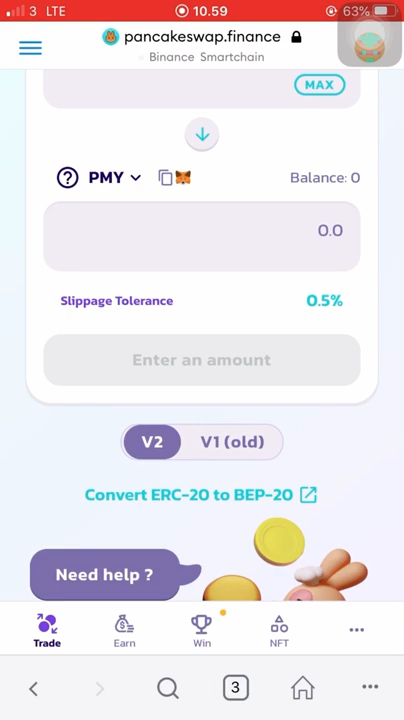 3 LTE 10.59 63%
pancakeswap.finance
Binance Smartchain
MAX
PMY Balance: 0
0.0
Slippage Tolerance 0.5%
Enter an amount
V2 V1 (old)
Convert ERC-20 to BEP-20
Need help ?
Trade Earn Win NFT
3